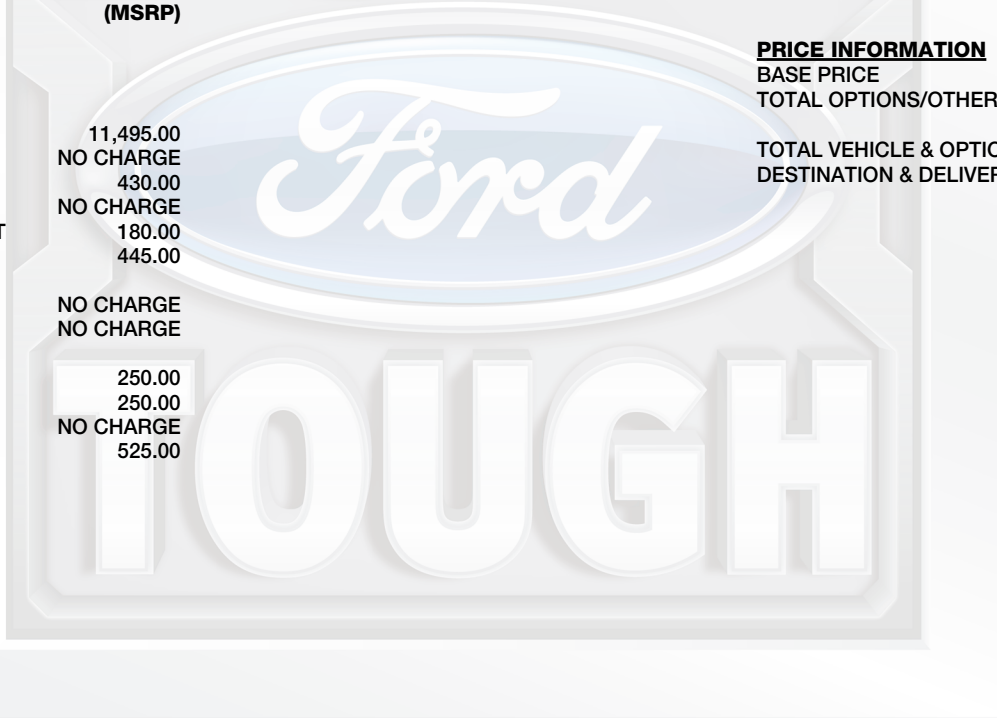 (MSRP)
11,495.00
NO CHARGE
430.00
NO CHARGE
T
180.00
445.00
NO CHARGE
NO CHARGE
250.00
250.00
NO CHARGE
525.00
PRICE INFORMATION
BASE PRICE
TOTAL OPTIONS/OTHER
TOTAL VEHICLE & OPTIO
DESTINATION & DELIVER
Ford
TOUGH